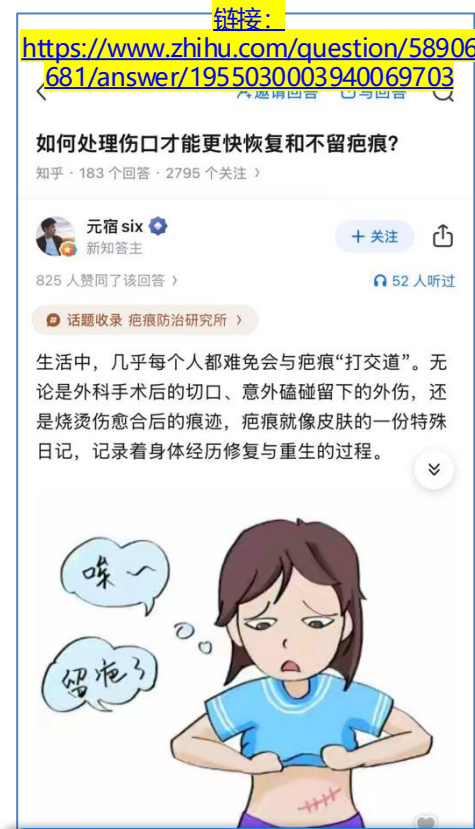 链接：
https://www.zhihu.com/question/58906
681/answer/1955030003940069703
邀请回答 写回答
如何处理伤口才能更快恢复和不留疤痕?
知乎 · 183 个回答 · 2795 个关注 >
元宿 six
新知答主
+ 关注
825 人赞同了该回答 >
52 人听过
# 话题收录 疤痕防治研究所 >
生活中，几乎每个人都难免会与疤痕“打交道”。无
论是外科手术后的切口、意外磕碰留下的外伤，还
是烧烫伤愈合后的痕迹，疤痕就像皮肤的一份特殊
日记，记录着身体经历修复与重生的过程。
唉~
留疤了